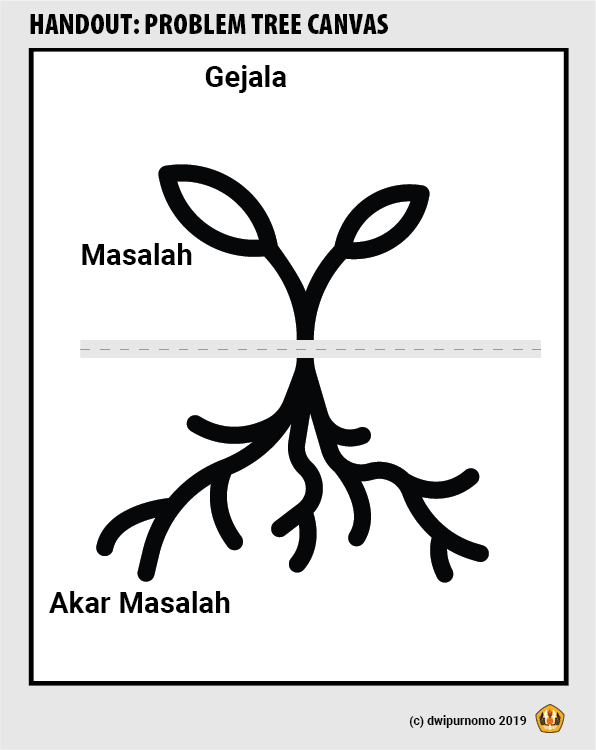 HANDOUT: PROBLEM TREE CANVAS
Gejala
Masalah
Akar Masalah
(c) dwipurnomo 2019